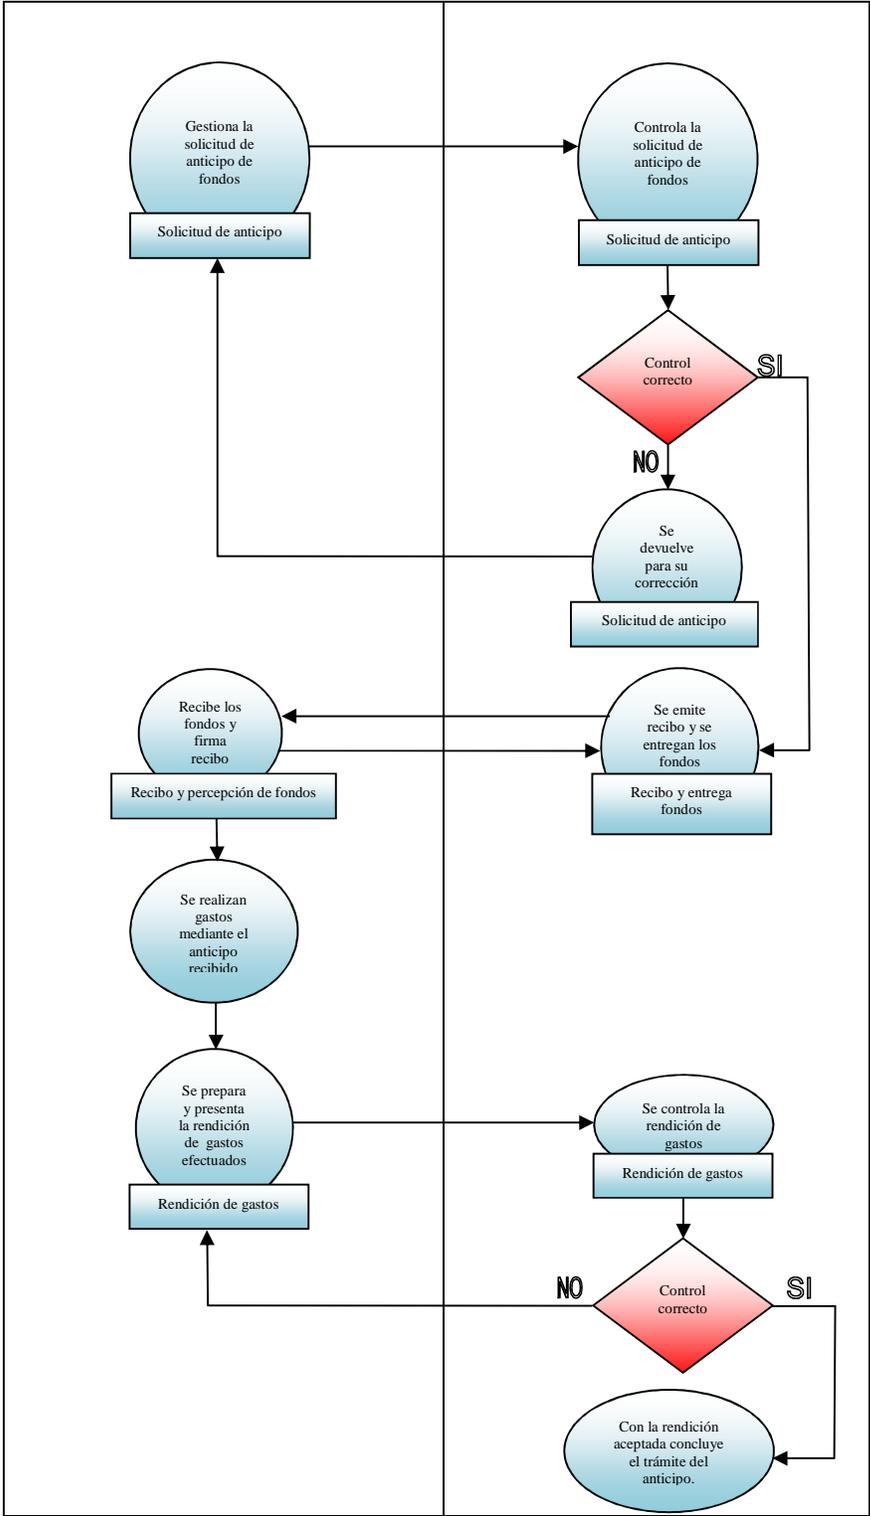 Gestiona la
solicitud de
anticipo de
fondos
Solicitud de anticipo
Controla la
solicitud de
anticipo de
fondos
Solicitud de anticipo
Control
correcto
SI
NO
Se
devuelve
para su
corrección
Solicitud de anticipo
Recibe los
fondos y
firma
recibo
Recibo y percepción de fondos
Se emite
recibo y se
entregan los
fondos
Recibo y entrega
fondos
Se realizan
gastos
mediante el
anticipo
recibido
Se prepara
y presenta
la rendición
de gastos
efectuados
Rendición de gastos
Se controla la
rendición de
gastos
Rendición de gastos
NO
Control
correcto
SI
Con la rendición
aceptada concluye
el trámite del
anticipo.